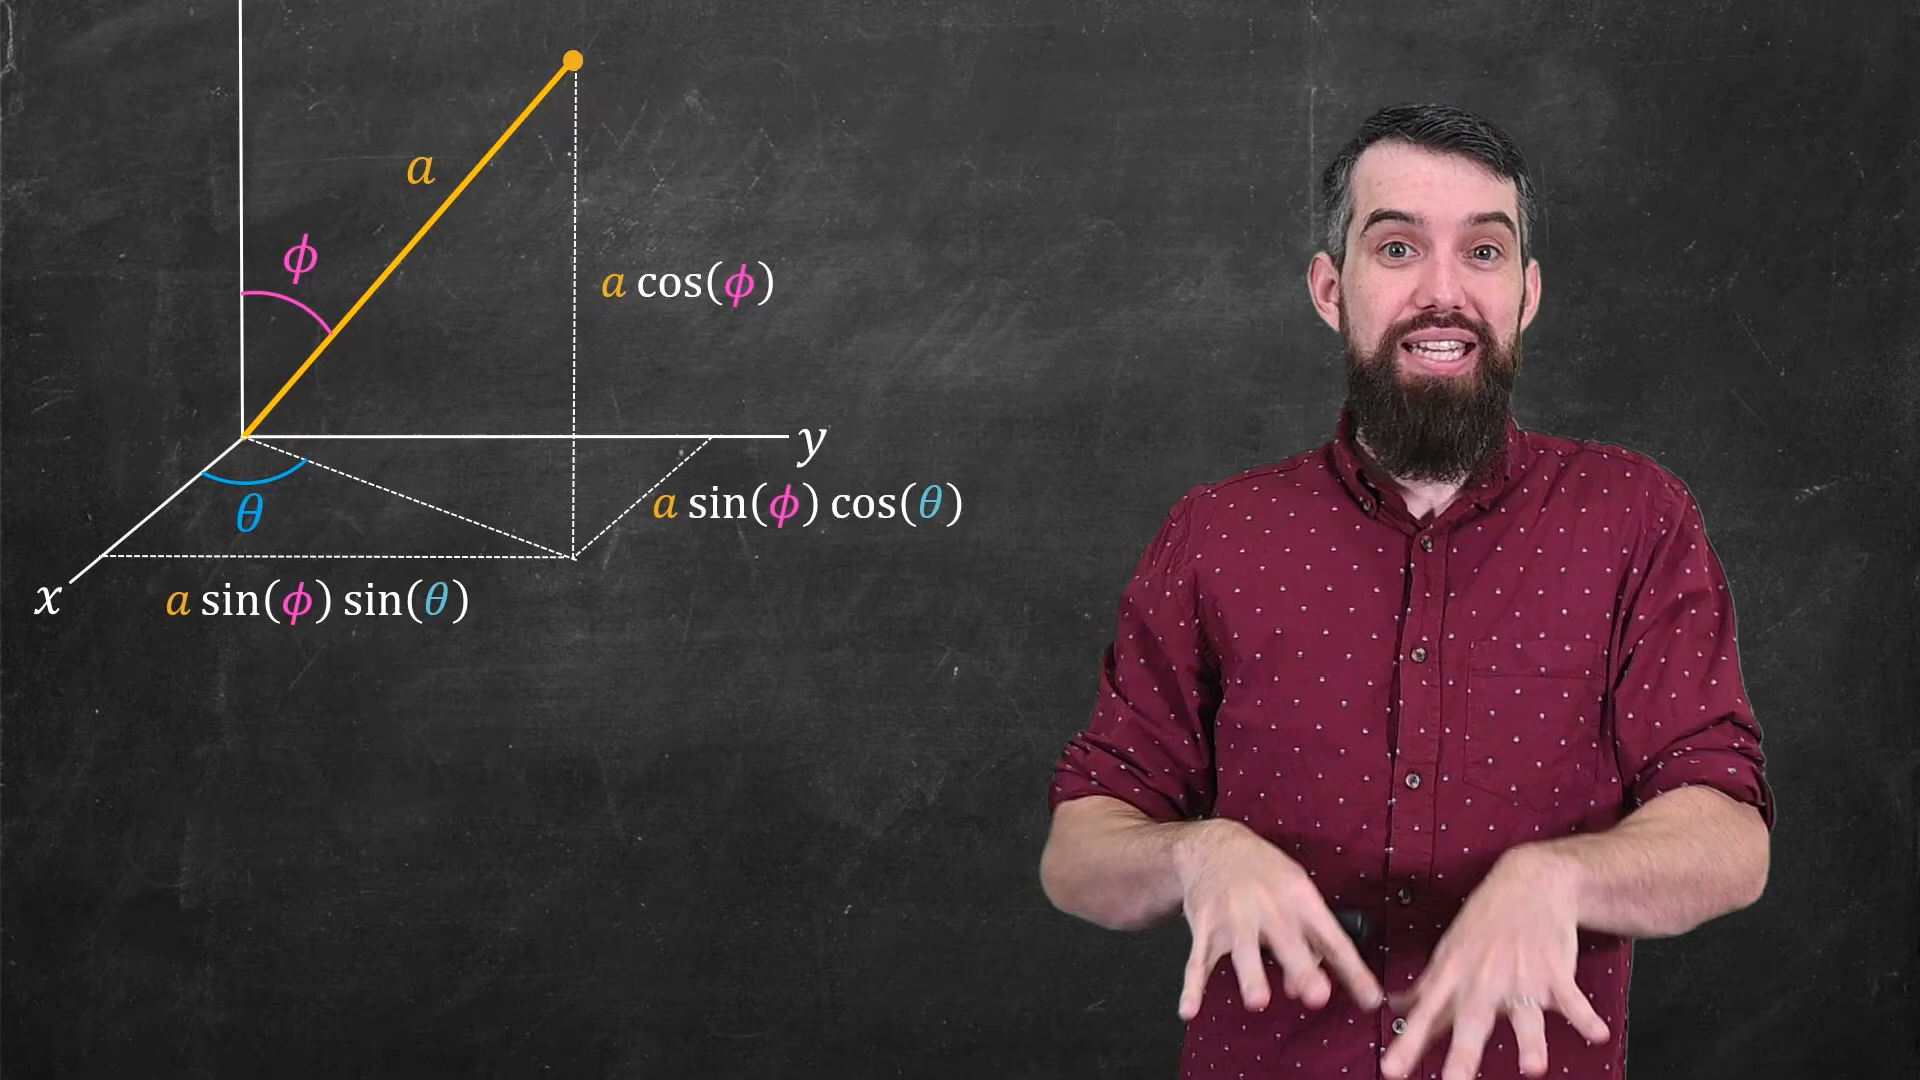 a
ϕ
a cos(ϕ)
y
a sin(ϕ) cos(θ)
θ
x
a sin(ϕ) sin(θ)